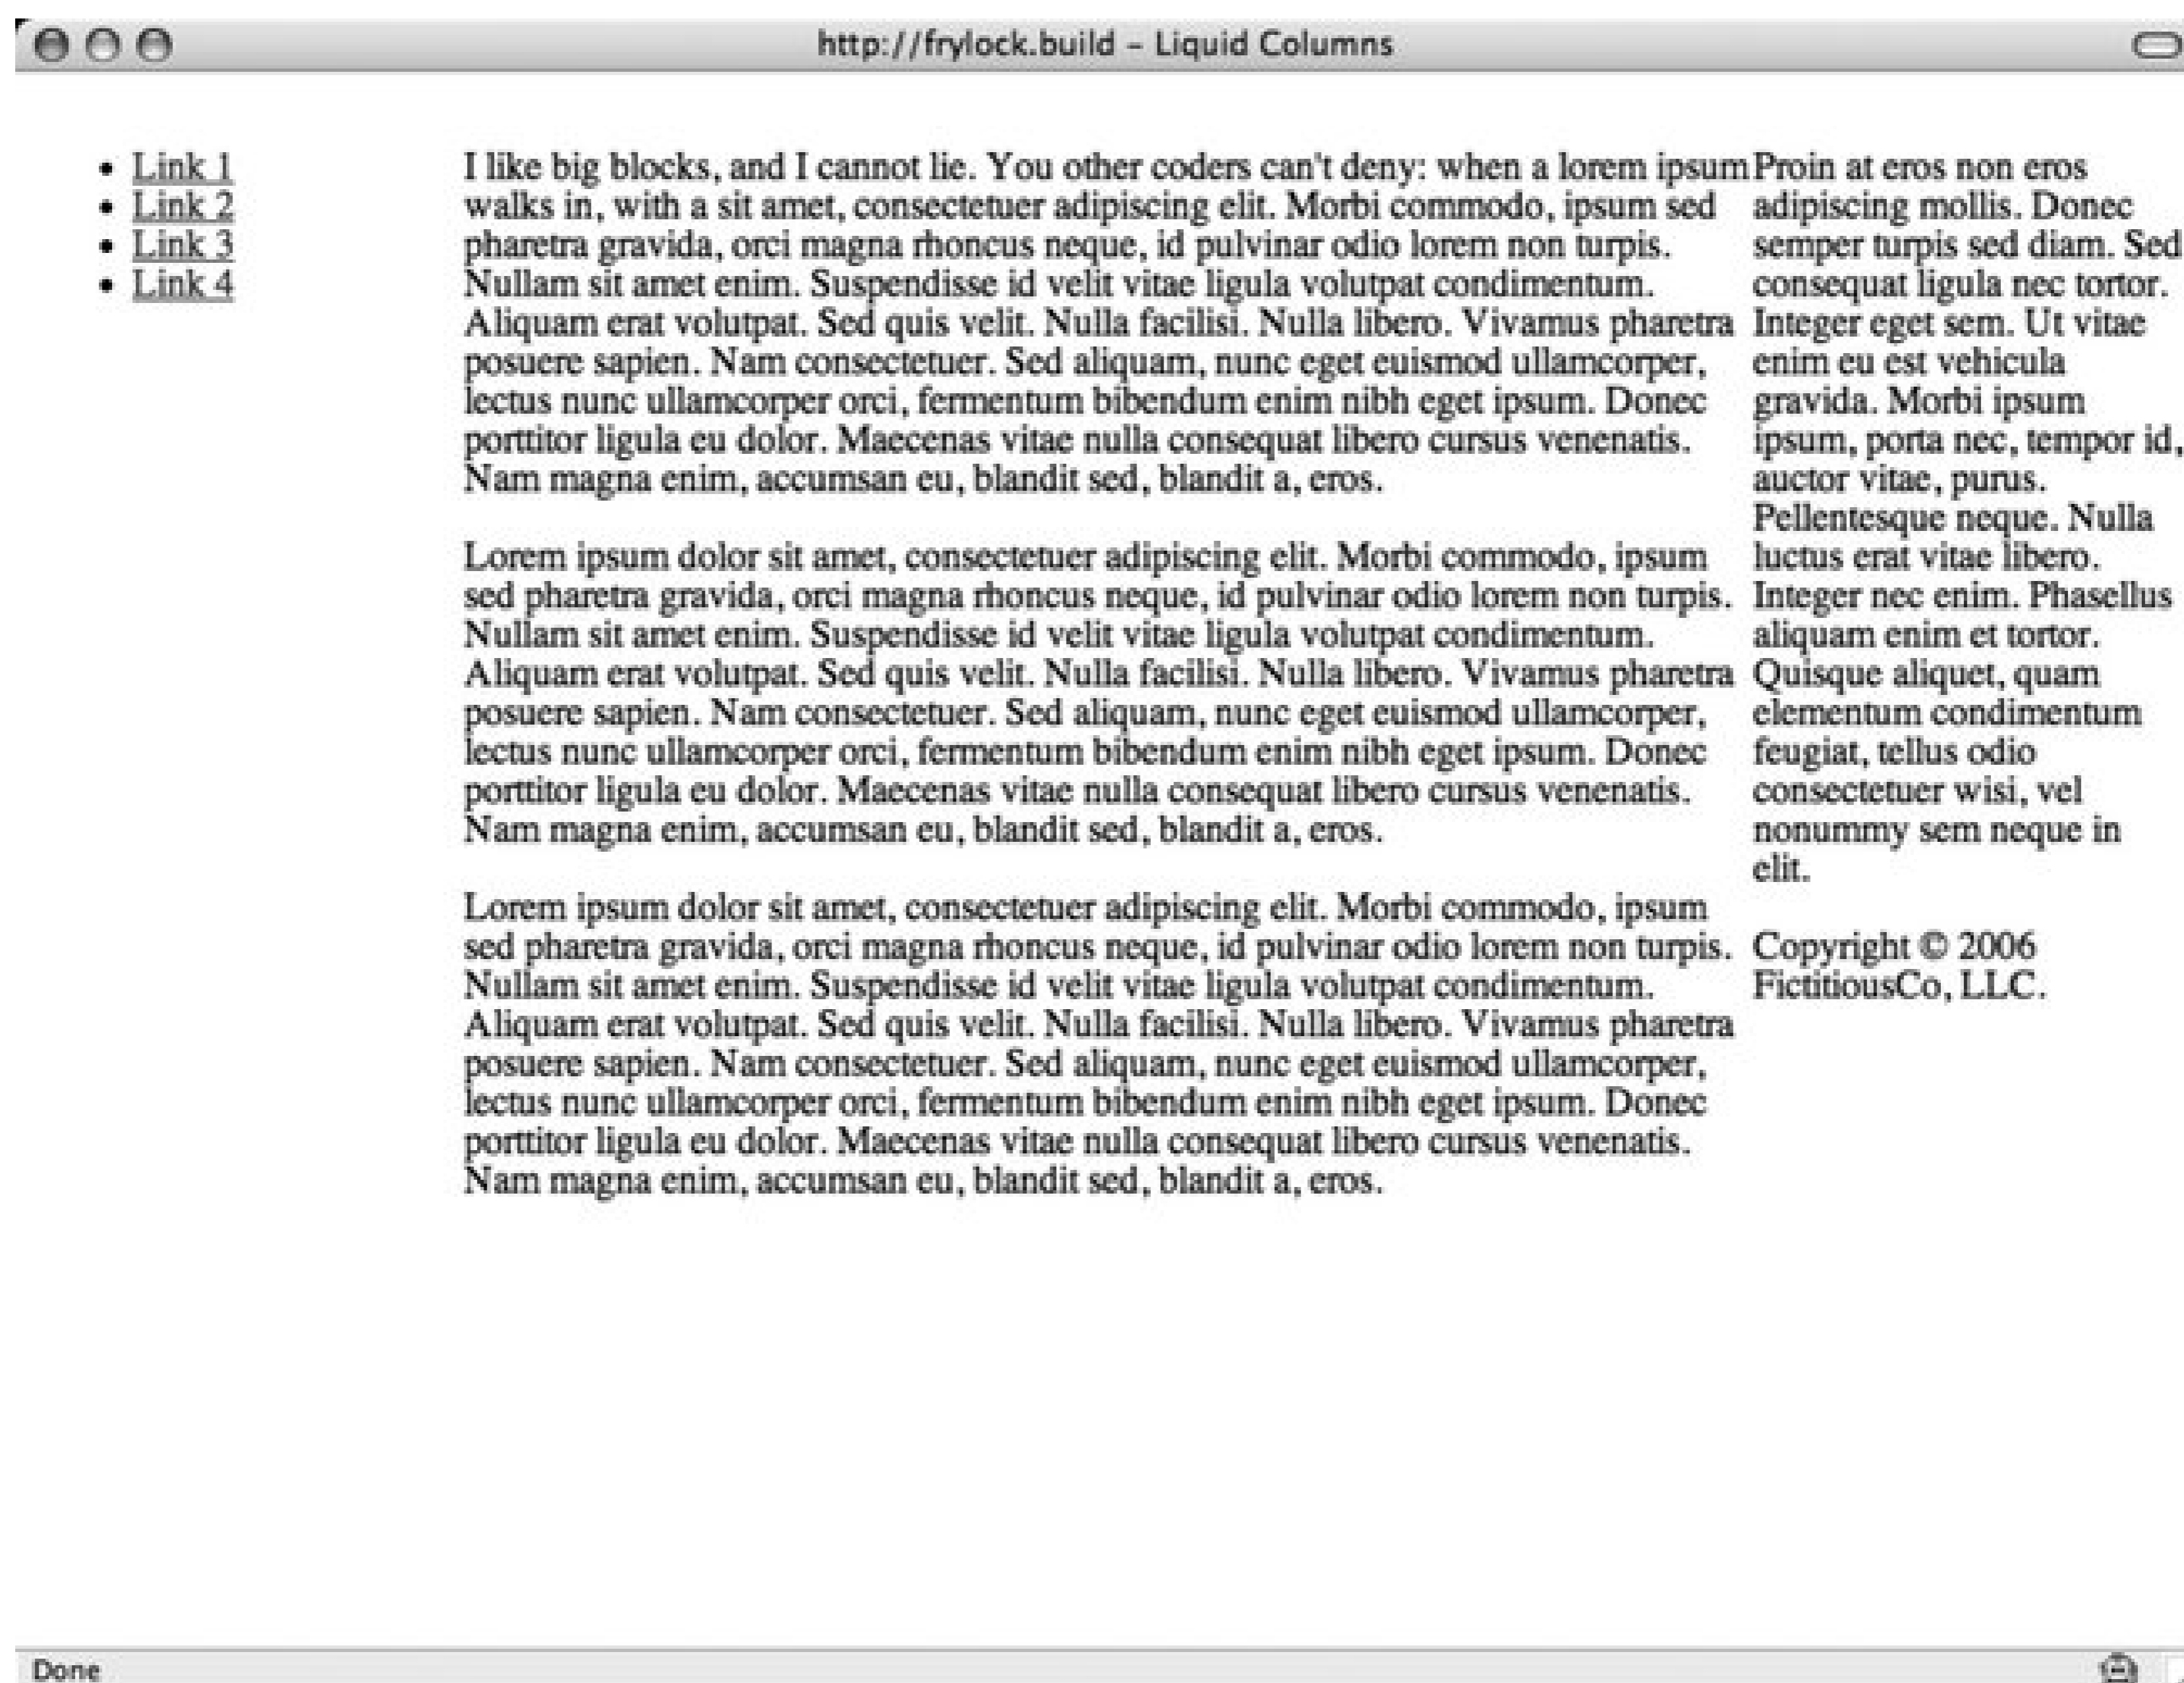 http://frylock.build – Liquid Columns
• Link 1
• Link 2
• Link 3
• Link 4
I like big blocks, and I cannot lie. You other coders can't deny: when a lorem ipsum
walks in, with a sit amet, consectetuer adipiscing elit. Morbi commodo, ipsum sed
pharetra gravida, orci magna rhoncus neque, id pulvinar odio lorem non turpis.
Nullam sit amet enim. Suspendisse id velit vitae ligula volutpat condimentum.
Aliquam erat volutpat. Sed quis velit. Nulla facilisi. Nulla libero. Vivamus pharetra
posuere sapien. Nam consectetuer. Sed aliquam, nunc eget euismod ullamcorper,
lectus nunc ullamcorper orci, fermentum bibendum enim nibh eget ipsum. Donec
porttitor ligula eu dolor. Maecenas vitae nulla consequat libero cursus venenatis.
Nam magna enim, accumsan eu, blandit sed, blandit a, eros.
Lorem ipsum dolor sit amet, consectetuer adipiscing elit. Morbi commodo, ipsum
sed pharetra gravida, orci magna rhoncus neque, id pulvinar odio lorem non turpis.
Nullam sit amet enim. Suspendisse id velit vitae ligula volutpat condimentum.
Aliquam erat volutpat. Sed quis velit. Nulla facilisi. Nulla libero. Vivamus pharetra
posuere sapien. Nam consectetuer. Sed aliquam, nunc eget euismod ullamcorper,
lectus nunc ullamcorper orci, fermentum bibendum enim nibh eget ipsum. Donec
porttitor ligula eu dolor. Maecenas vitae nulla consequat libero cursus venenatis.
Nam magna enim, accumsan eu, blandit sed, blandit a, eros.
Lorem ipsum dolor sit amet, consectetuer adipiscing elit. Morbi commodo, ipsum
sed pharetra gravida, orci magna rhoncus neque, id pulvinar odio lorem non turpis.
Nullam sit amet enim. Suspendisse id velit vitae ligula volutpat condimentum.
Aliquam erat volutpat. Sed quis velit. Nulla facilisi. Nulla libero. Vivamus pharetra
posuere sapien. Nam consectetuer. Sed aliquam, nunc eget euismod ullamcorper,
lectus nunc ullamcorper orci, fermentum bibendum enim nibh eget ipsum. Donec
porttitor ligula eu dolor. Maecenas vitae nulla consequat libero cursus venenatis.
Nam magna enim, accumsan eu, blandit sed, blandit a, eros.
Proin at eros non eros
adipiscing mollis. Donec
semper turpis sed diam. Sed
consequat ligula nec tortor.
Integer eget sem. Ut vitae
enim eu est vehicula
gravida. Morbi ipsum
ipsum, porta nec, tempor id,
auctor vitae, purus.
Pellentesque neque. Nulla
luctus erat vitae libero.
Integer nec enim. Phasellus
aliquam enim et tortor.
Quisque aliquet, quam
elementum condimentum
feugiat, tellus odio
consectetuer wisi, vel
nonummy sem neque in
elit.
Copyright © 2006
FictitiousCo, LLC.
Done